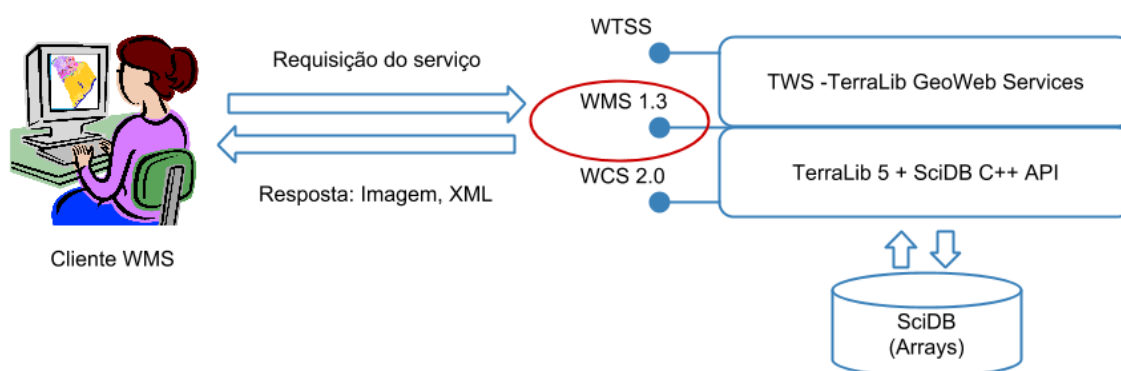 WTSS
Requisição do serviço
TWS -TerraLib GeoWeb Services
WMS 1.3
WCS 2.0
TerraLib 5 + SciDB C++ API
Resposta: Imagem, XML
Cliente WMS
SciDB
(Arrays)